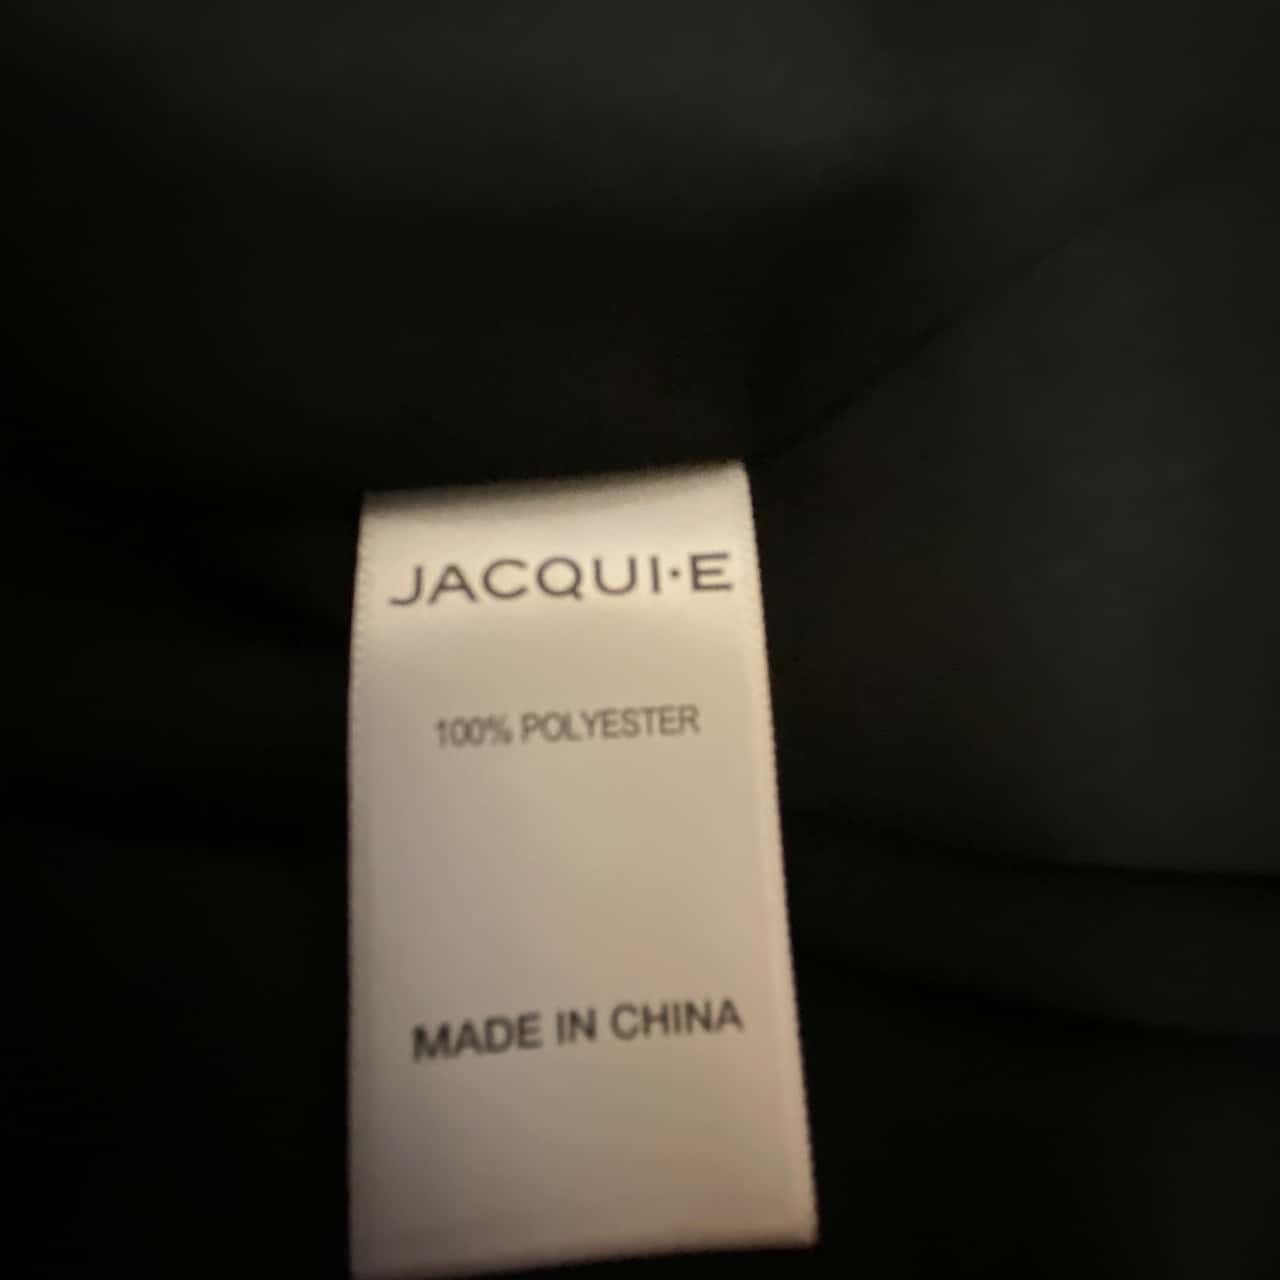 JACQUI·E
100% POLYESTER
MADE IN CHINA